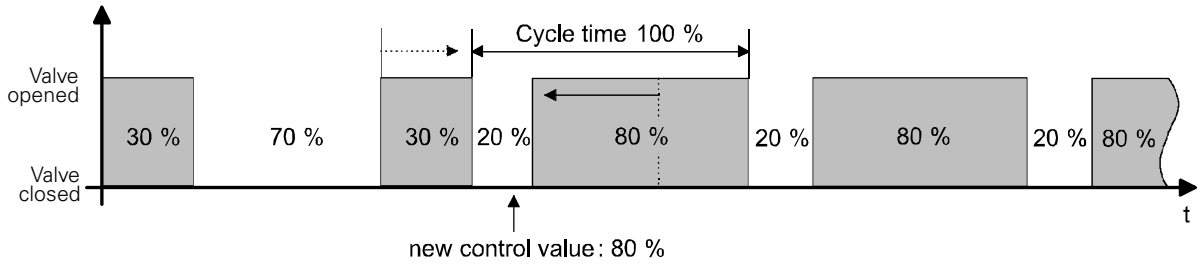 Cycle time 100 %
Valve
opened
30 % 70 % 30 % 20 % 80 % 20 % 80 % 20 % 80 %
Valve
closed
t
new control value: 80 %